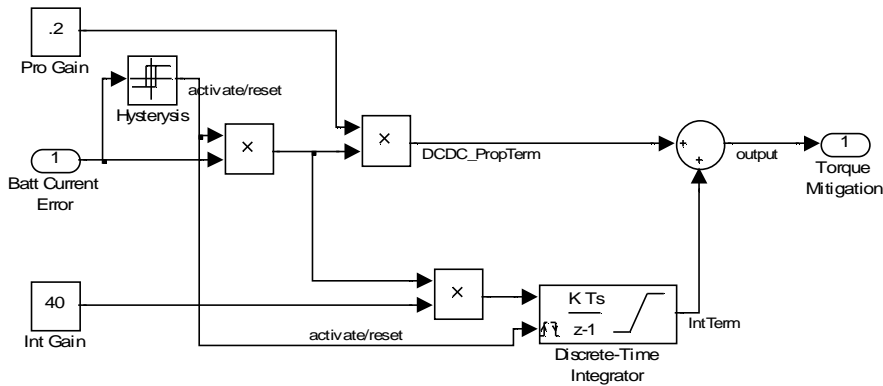 .2
Pro Gain
activate/reset
Hysterysis
×
×
1
Batt Current
Error
DCDC_PropTerm
+
+
output
1
Torque
Mitigation
40
Int Gain
×
activate/reset
K Ts
z-1
Discrete-Time
Integrator
IntTerm